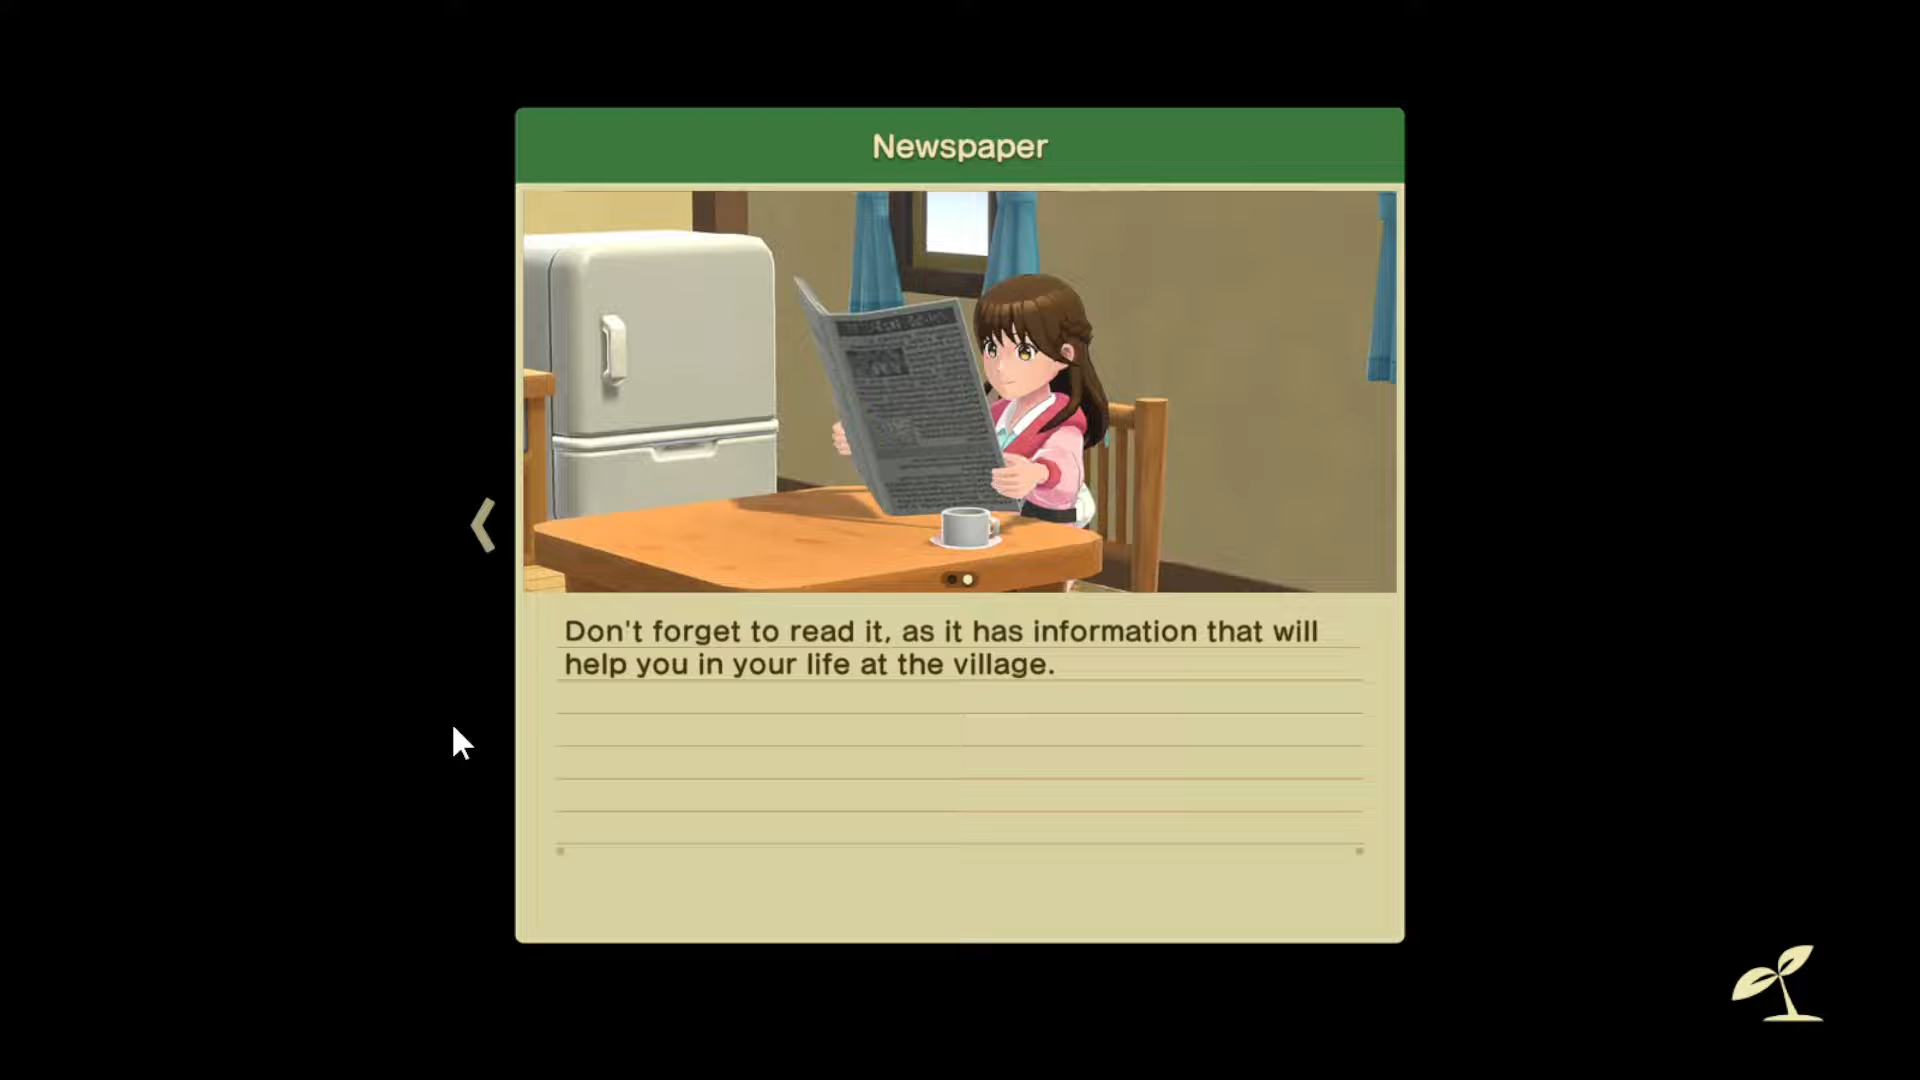 Newspaper
Don't forget to read it, as it has information that will
help you in your life at the village.